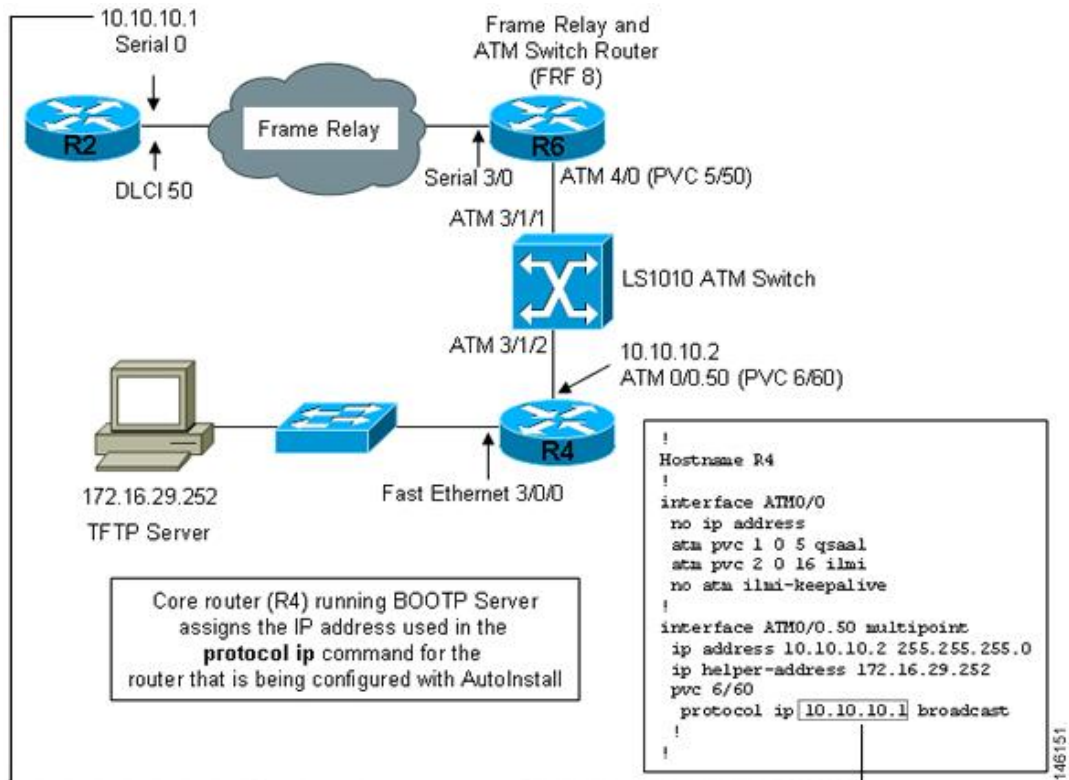 10.10.10.1
Serial 0
Frame Relay and
ATM Switch Router
(FRF 8)
R2
Frame Relay
R6
DLCI 50
Serial 3/0
ATM 4/0 (PVC 5/50)
ATM 3/1/1
LS1010 ATM Switch
ATM 3/1/2
10.10.10.2
ATM 0/0.50 (PVC 6/60)
R4
172.16.29.252
TFTP Server
Fast Ethernet 3/0/0
Core router (R4) running BOOTP Server
assigns the IP address used in the
protocol ip command for the
router that is being configured with AutoInstall
!
Hostname R4
!
interface ATM0/0
no ip address
atm pvc 1 0 5 qsaal
atm pvc 2 0 16 ilmi
no atm ilmi-keepalive
!
interface ATM0/0.50 multipoint
ip address 10.10.10.2 255.255.255.0
ip helper-address 172.16.29.252
pvc 6/60
protocol ip 10.10.10.1 broadcast
!
!
146151